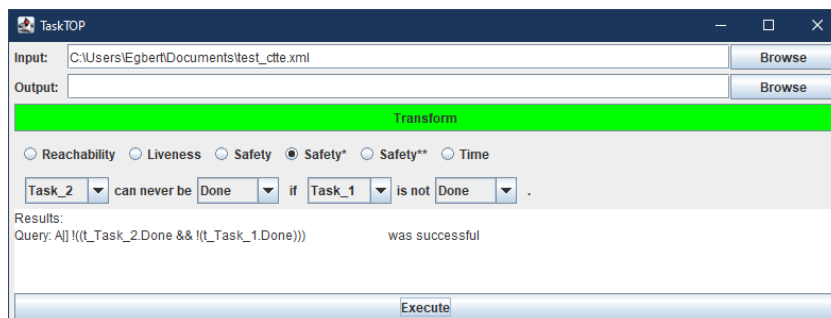 TaskTOP
Input: C:\Users\Egbert\Documents\test_ctte.xml Browse
Output: Browse
Transform
Reachability Liveness Safety Safety* Safety** Time
Task_2 can never be Done if Task_1 is not Done .
Results:
Query: A[] !((t_Task_2.Done && !(t_Task_1.Done))) was successful
Execute